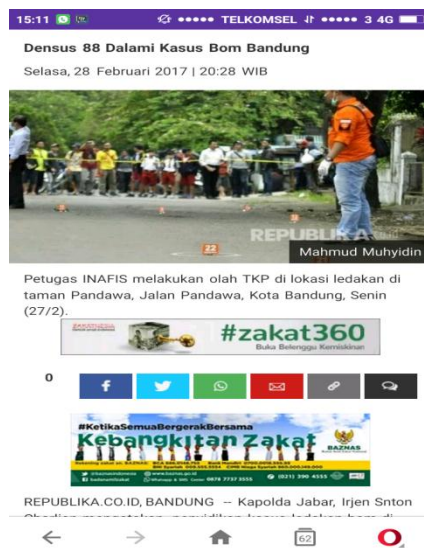 15:11 TELKOMSEL 3 4G
Densus 88 Dalami Kasus Bom Bandung
Selasa, 28 Februari 2017 | 20:28 WIB
22
REPUBLIKA
Mahmud Muhyidin
Petugas INAFIS melakukan olah TKP di lokasi ledakan di
taman Pandawa, Jalan Pandawa, Kota Bandung, Senin
(27/2).
#zakat360
Buka Belenggu Kemiskinan
0
#KetikaSemuaBergerakBersama
Kebangkitan Zakat
BAZNAS
REPUBLIKA.CO.ID, BANDUNG -- Kapolda Jabar, Irjen Snton
62